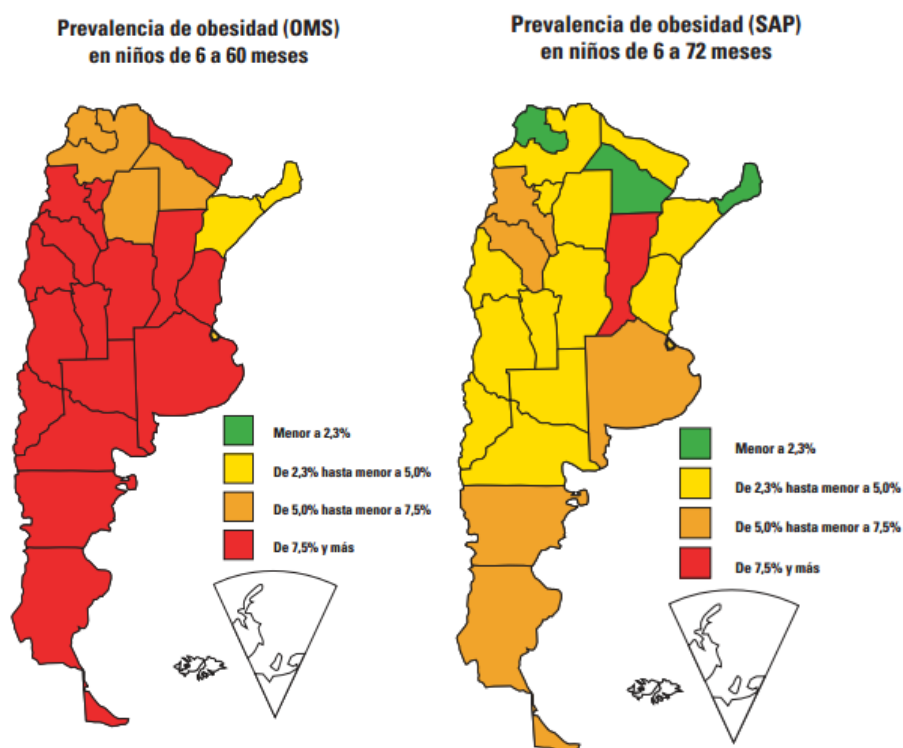 Prevalencia de obesidad (OMS)
en niños de 6 a 60 meses
Prevalencia de obesidad (SAP)
en niños de 6 a 72 meses
Menor a 2,3%
De 2,3% hasta menor a 5,0%
De 5,0% hasta menor a 7,5%
De 7,5% y más
Menor a 2,3%
De 2,3% hasta menor a 5,0%
De 5,0% hasta menor a 7,5%
De 7,5% y más